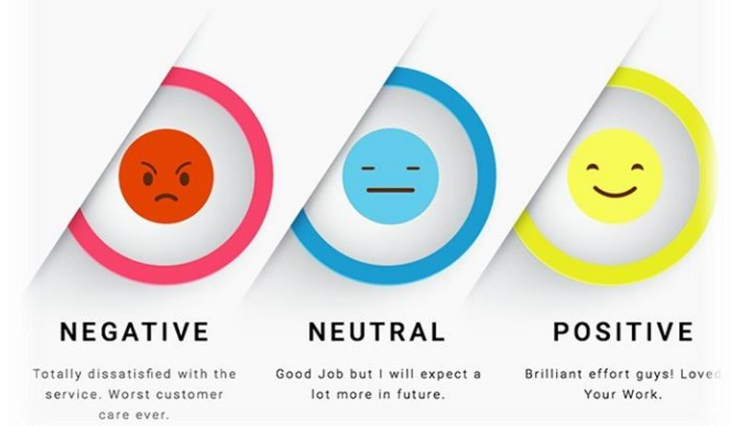 NEGATIVE
Totally dissatisfied with the
service. Worst customer
care ever.
NEUTRAL
Good Job but I will expect a
lot more in future.
POSITIVE
Brilliant effort guys! Loved
Your Work.